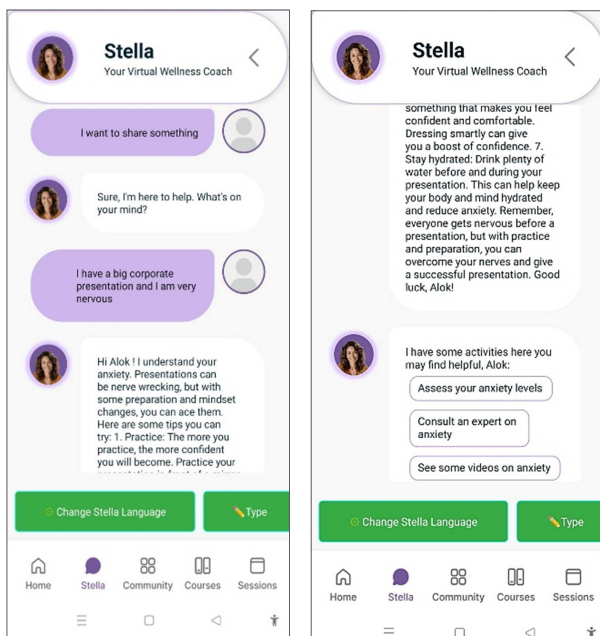 Stella
Your Virtual Wellness Coach
I want to share something
Sure, I'm here to help. What's on
your mind?
I have a big corporate
presentation and I am very
nervous
Hi Alok ! I understand your
anxiety. Presentations can
be nerve wrecking, but with
some preparation and mindset
changes, you can ace them.
Here are some tips you can
try: 1. Practice: The more you
practice, the more confident
you will become. Practice your
Change Stella Language
Type
Home
Stella
Community
Courses
Sessions
Stella
Your Virtual Wellness Coach
something that makes you feel
confident and comfortable.
Dressing smartly can give
you a boost of confidence. 7.
Stay hydrated: Drink plenty of
water before and during your
presentation. This can help keep
your body and mind hydrated
and reduce anxiety. Remember,
everyone gets nervous before a
presentation, but with practice
and preparation, you can
overcome your nerves and give
a successful presentation. Good
luck, Alok!
I have some activities here you
may find helpful, Alok:
Assess your anxiety levels
Consult an expert on
anxiety
See some videos on anxiety
Change Stella Language
Type
Home
Stella
Community
Courses
Sessions